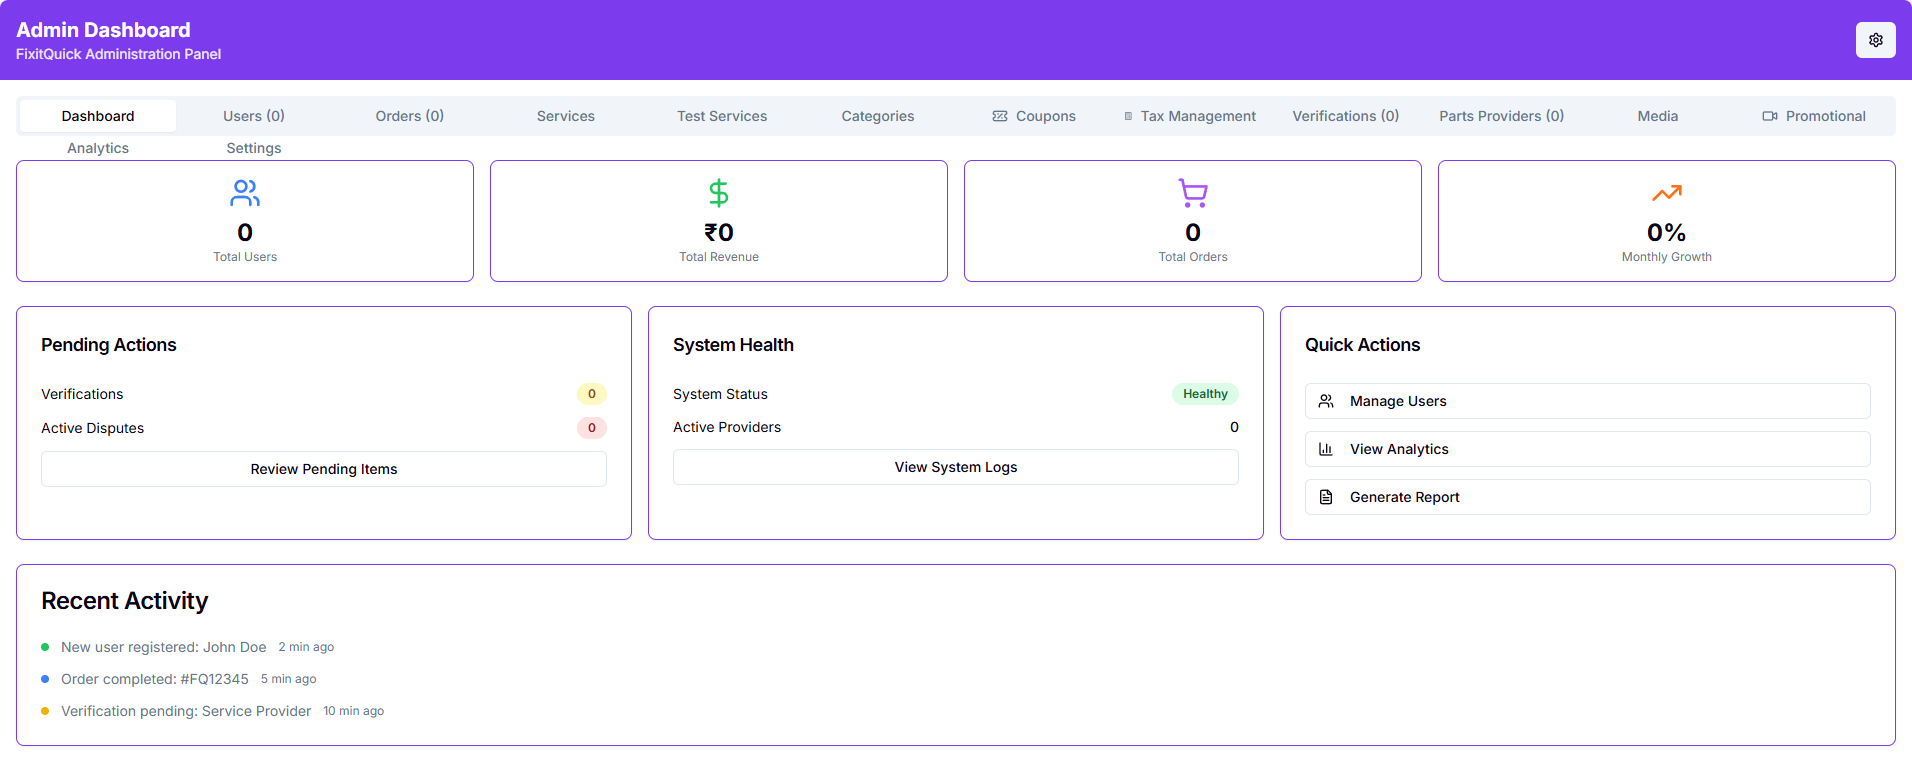 Admin Dashboard
FixitQuick Administration Panel
Dashboard Users (0) Orders (0) Services Test Services Categories Coupons Tax Management Verifications (0) Parts Providers (0) Media Promotional
Analytics Settings
0
Total Users
₹0
Total Revenue
0
Total Orders
0%
Monthly Growth
Pending Actions
Verifications 0
Active Disputes 0
Review Pending Items
System Health
System Status Healthy
Active Providers 0
View System Logs
Quick Actions
Manage Users
View Analytics
Generate Report
Recent Activity
New user registered: John Doe 2 min ago
Order completed: #FQ12345 5 min ago
Verification pending: Service Provider 10 min ago